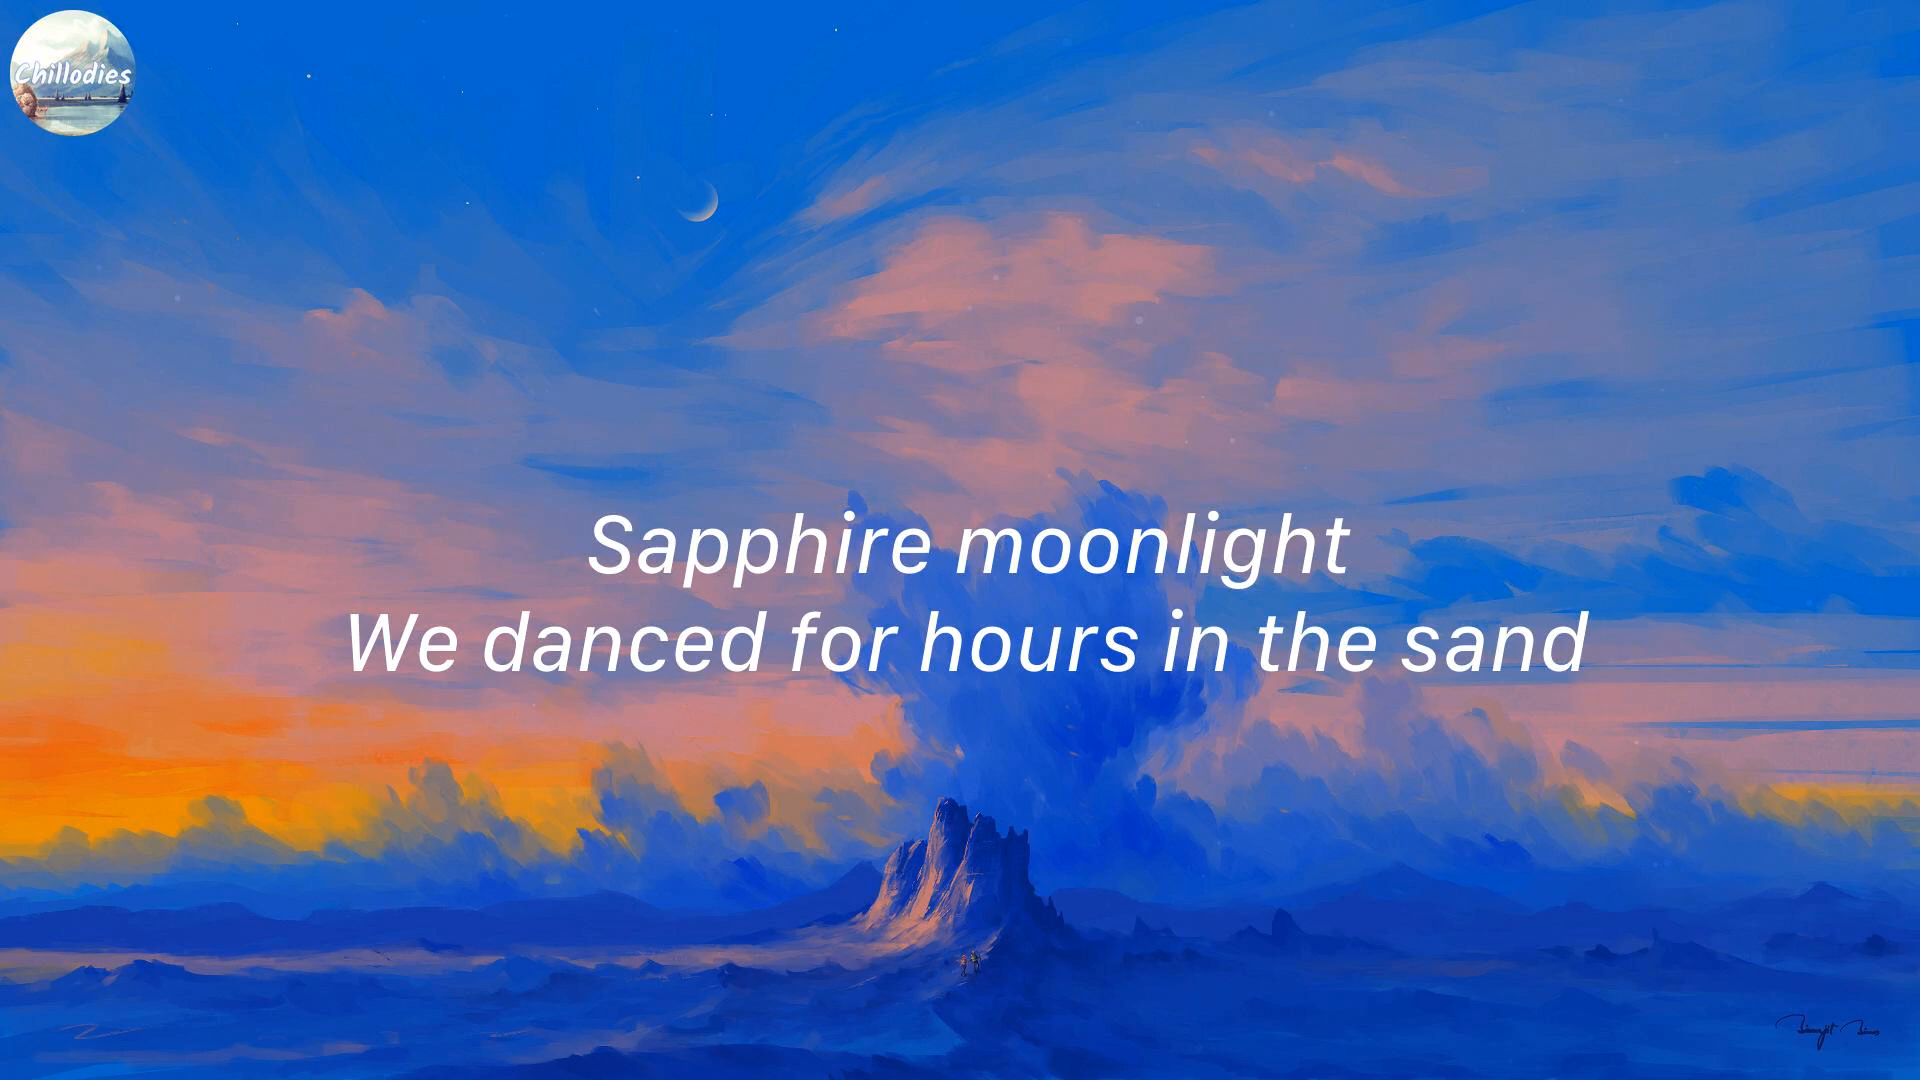 Chillodies
Sapphire moonlight
We danced for hours in the sand